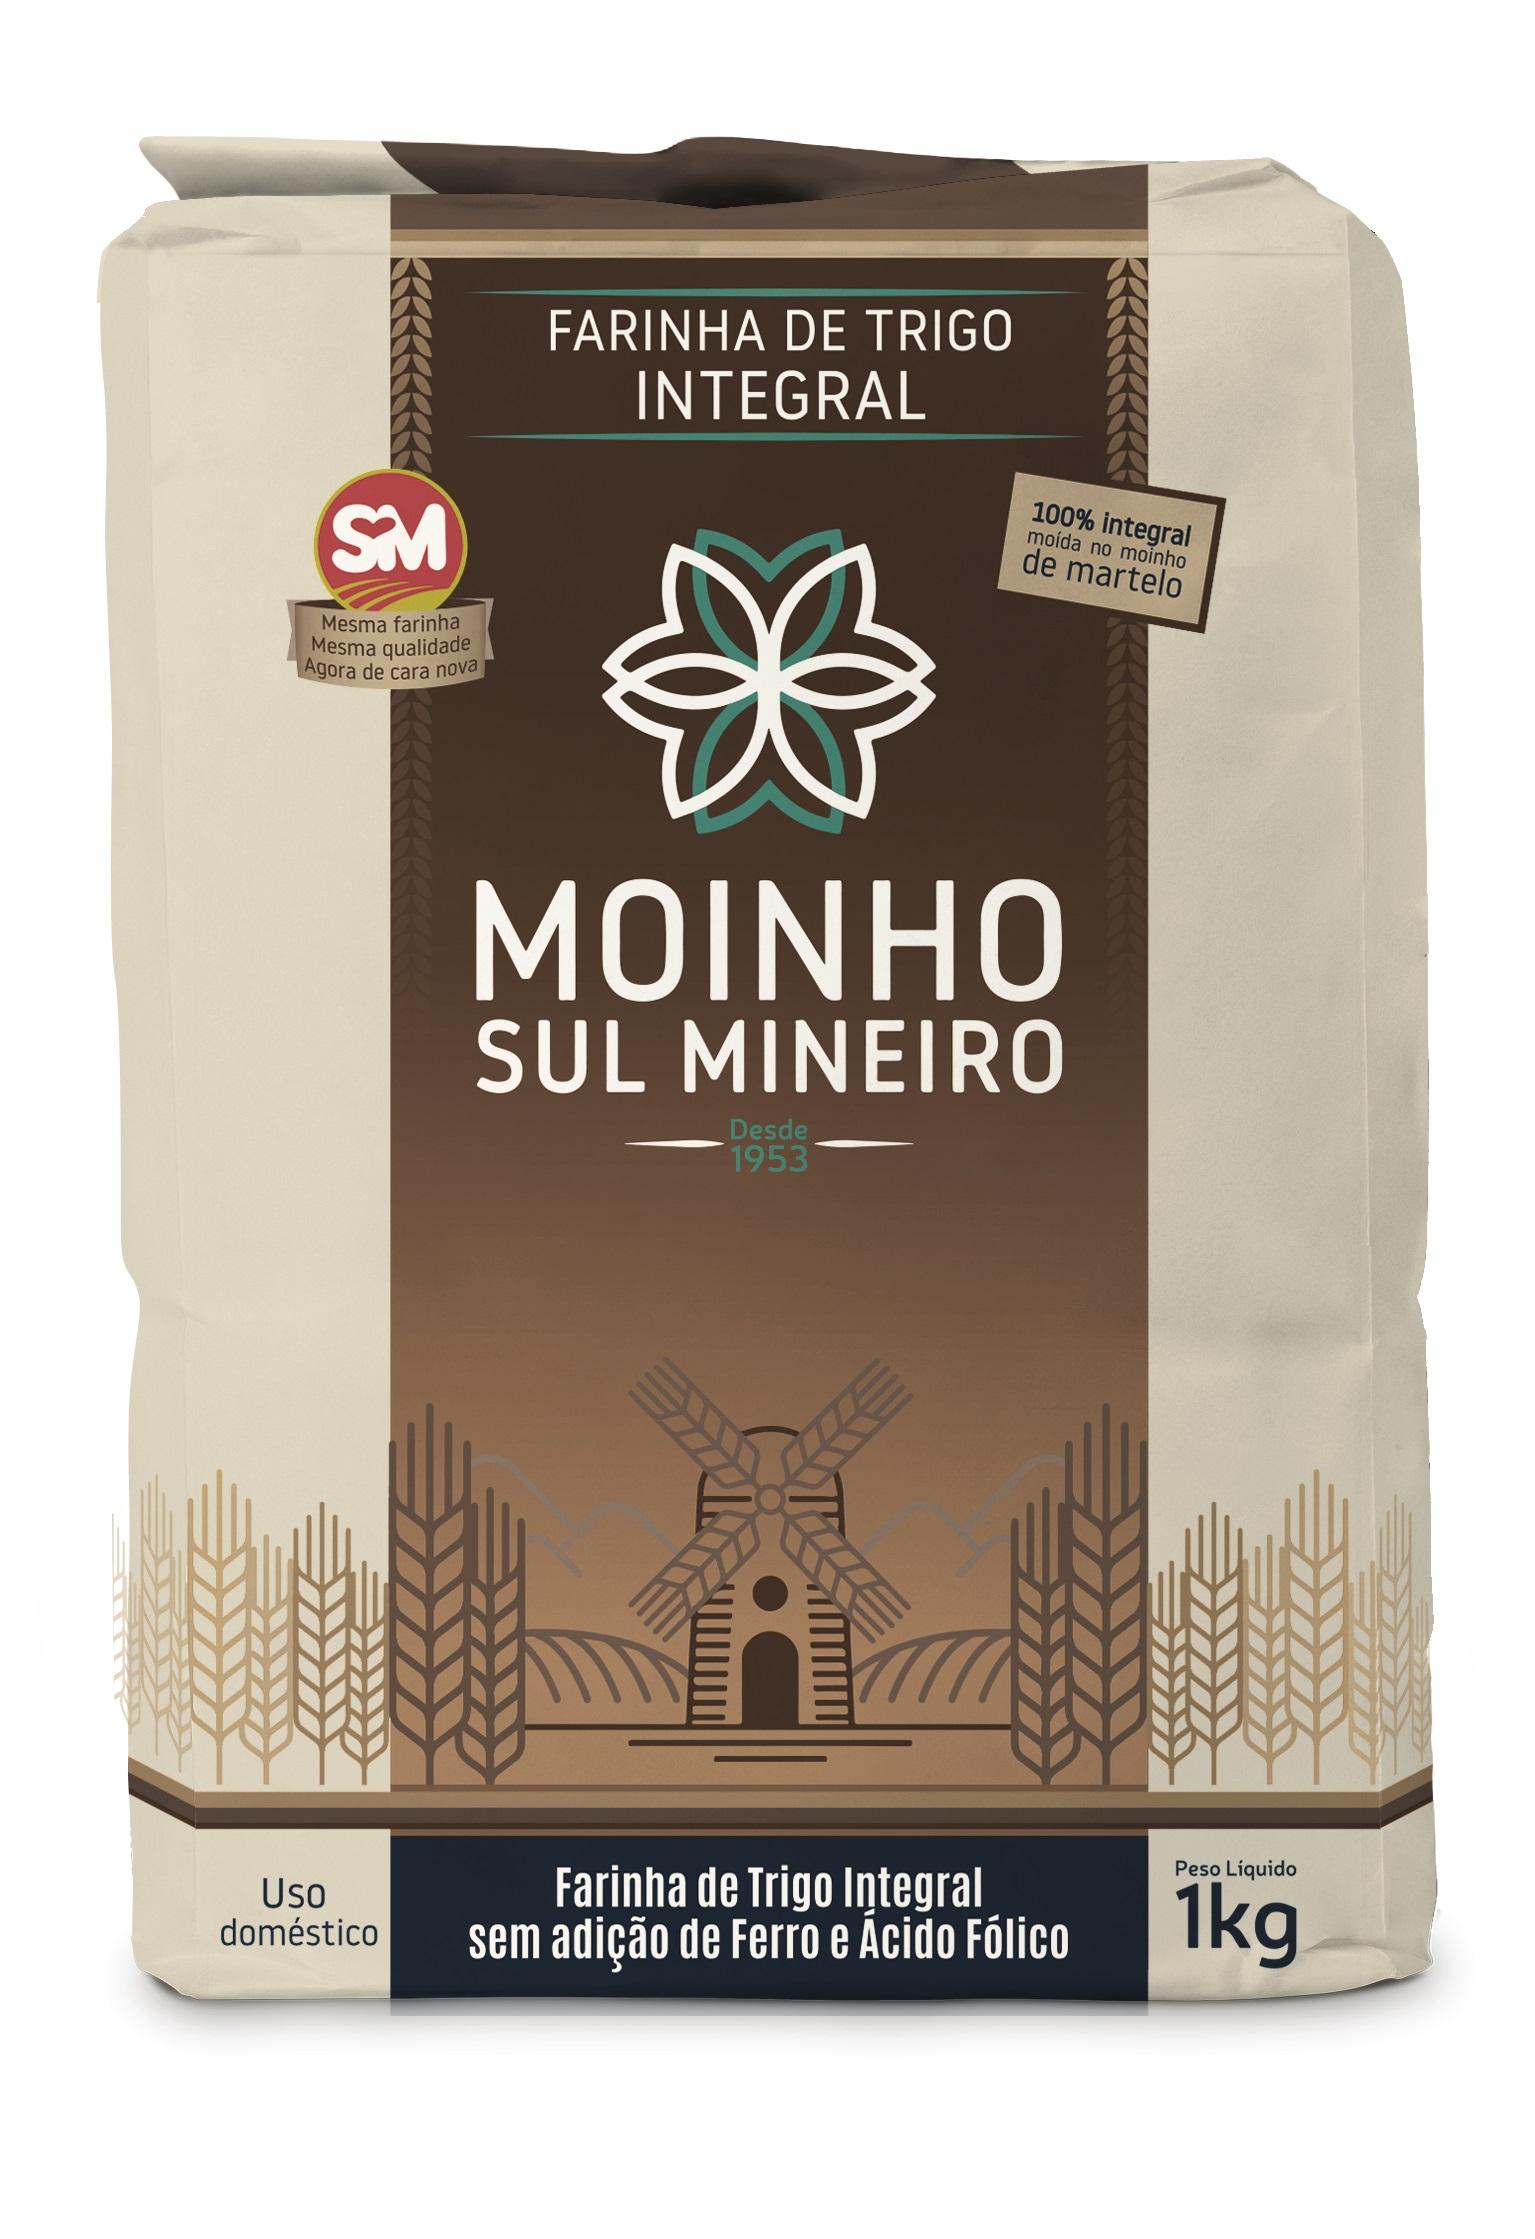 FARINHA DE TRIGO
INTEGRAL
SM
Mesma farinha
Mesma qualidade
Agora de cara nova
100% integral
moída no moinho
de martelo
MOINHO
SUL MINEIRO
Desde
1953
Uso
doméstico
Farinha de Trigo Integral
sem adição de Ferro e Ácido Fólico
Peso Líquido
1kg